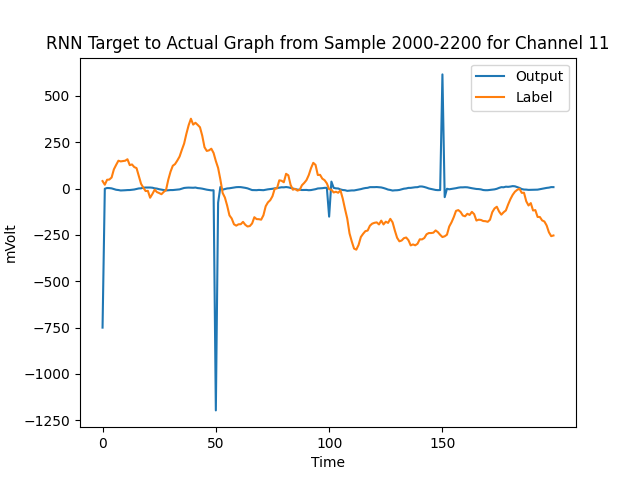 RNN Target to Actual Graph from Sample 2000-2200 for Channel 11
Output
Label
500
250
0
−250
−500
−750
−1000
−1250
mVolt
0
50
100
150
Time